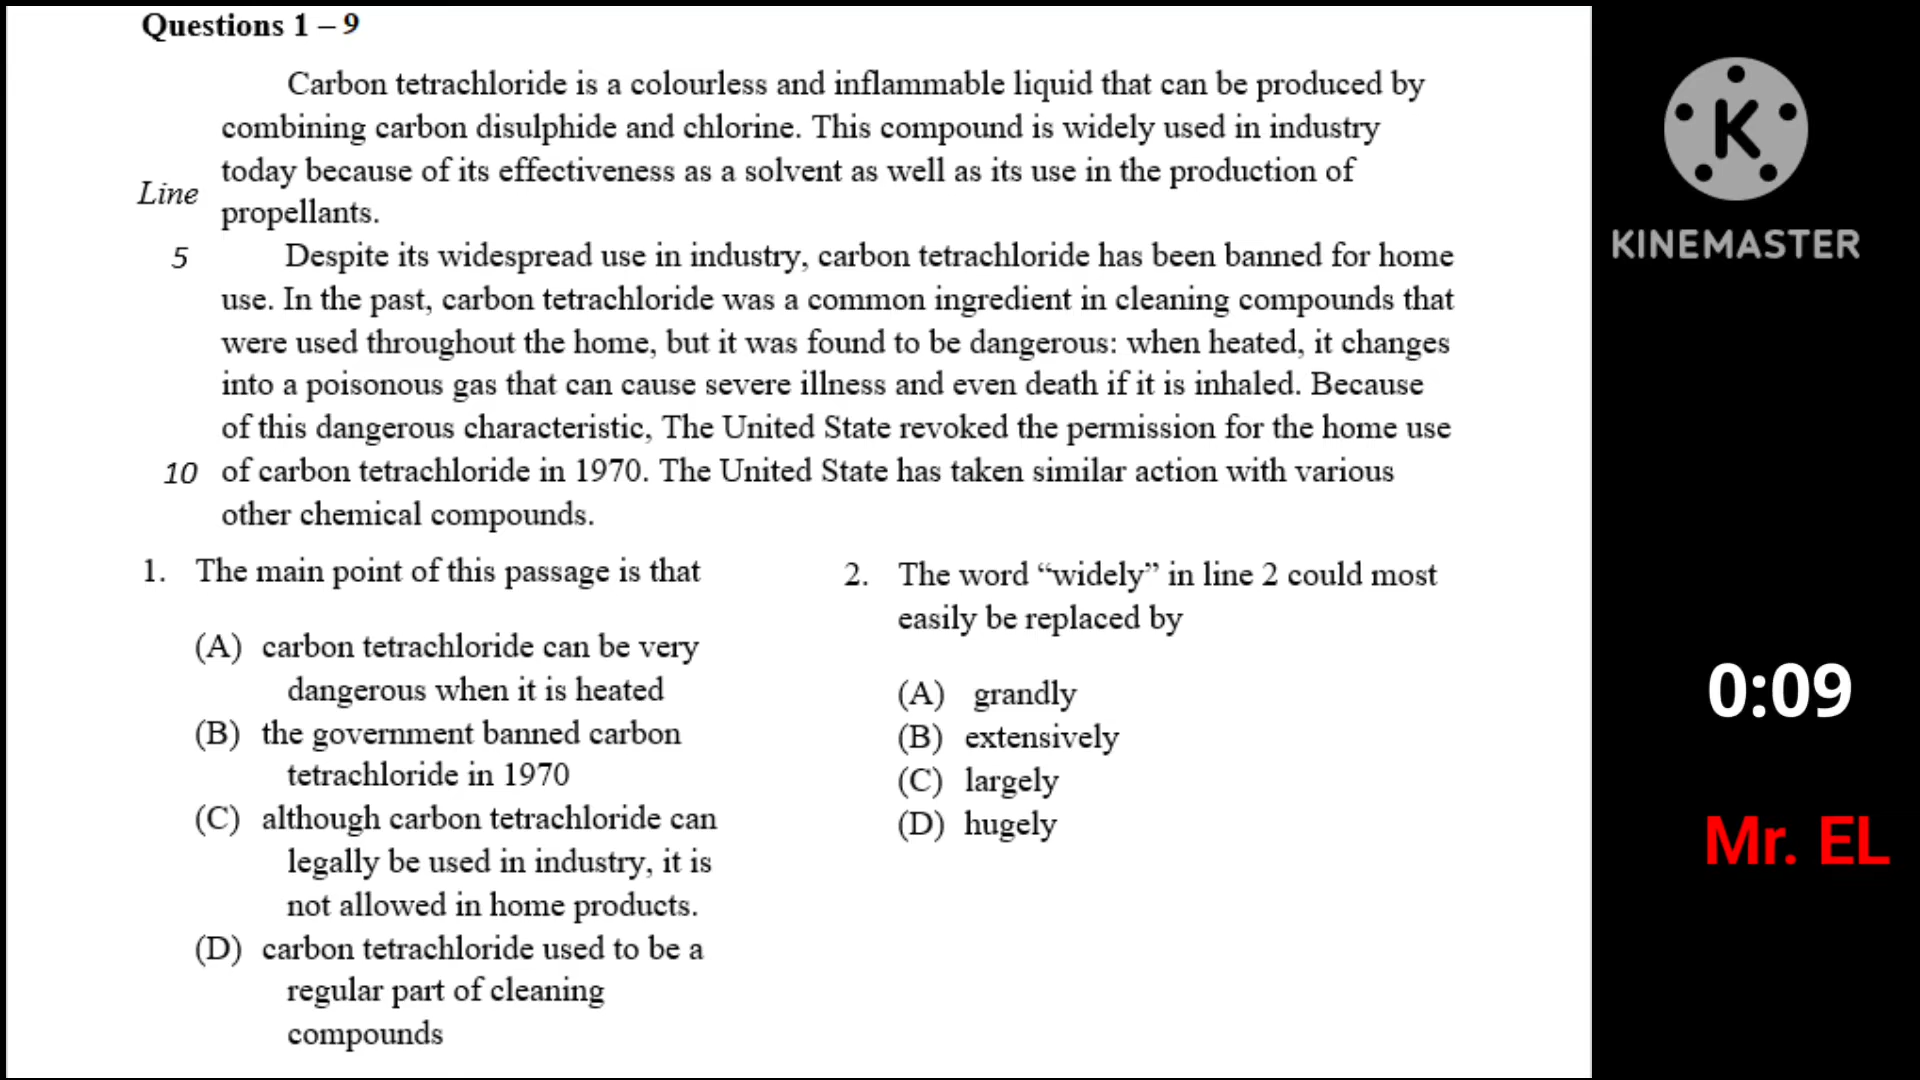 Questions 1 – 9
Carbon tetrachloride is a colourless and inflammable liquid that can be produced by
combining carbon disulphide and chlorine. This compound is widely used in industry
today because of its effectiveness as a solvent as well as its use in the production of
Line
propellants.
5 Despite its widespread use in industry, carbon tetrachloride has been banned for home
use. In the past, carbon tetrachloride was a common ingredient in cleaning compounds that
were used throughout the home, but it was found to be dangerous: when heated, it changes
into a poisonous gas that can cause severe illness and even death if it is inhaled. Because
of this dangerous characteristic, The United State revoked the permission for the home use
10 of carbon tetrachloride in 1970. The United State has taken similar action with various
other chemical compounds.
1. The main point of this passage is that
(A) carbon tetrachloride can be very
dangerous when it is heated
(B) the government banned carbon
tetrachloride in 1970
(C) although carbon tetrachloride can
legally be used in industry, it is
not allowed in home products.
(D) carbon tetrachloride used to be a
regular part of cleaning
compounds
2. The word “widely” in line 2 could most
easily be replaced by
(A) grandly
(B) extensively
(C) largely
(D) hugely
K
KINEMASTER
0:09
Mr. EL